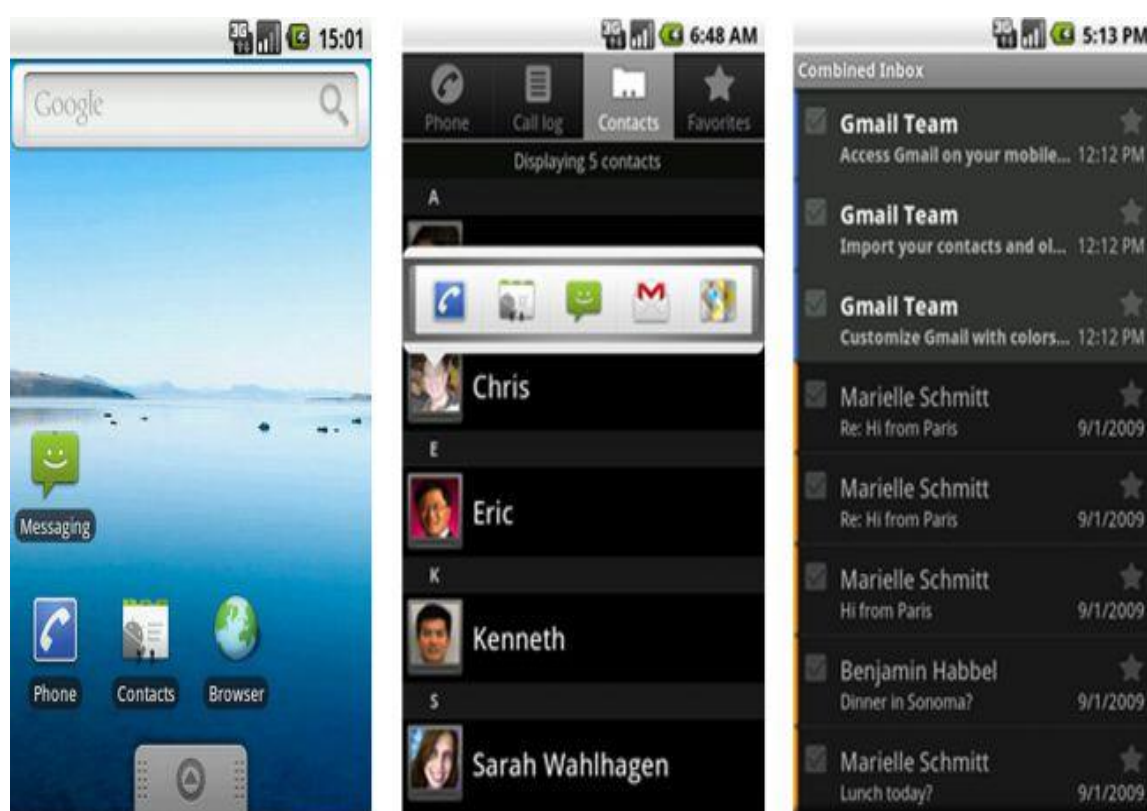 3G 15:01
Google
Messaging
Phone Contacts Browser
3G 6:48 AM
Phone Call log Contacts Favorites
Displaying 5 contacts
A
Chris
E
Eric
K
Kenneth
S
Sarah Wahlhagen
3G 5:13 PM
Combined Inbox
Gmail Team
Access Gmail on your mobile... 12:12 PM
Gmail Team
Import your contacts and ol... 12:12 PM
Gmail Team
Customize Gmail with colors... 12:12 PM
Marielle Schmitt
Re: Hi from Paris 9/1/2009
Marielle Schmitt
Re: Hi from Paris 9/1/2009
Marielle Schmitt
Hi from Paris 9/1/2009
Benjamin Habbel
Dinner in Sonoma? 9/1/2009
Marielle Schmitt
Lunch today? 9/1/2009